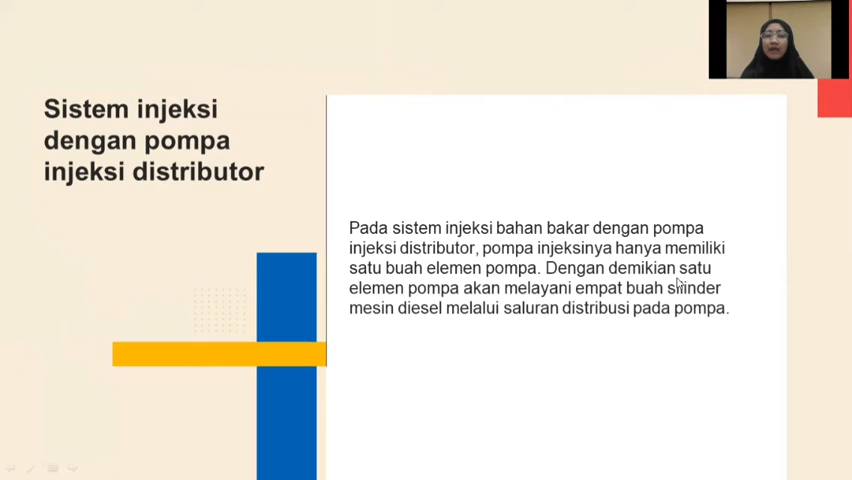 Sistem injeksi
dengan pompa
injeksi distributor
Pada sistem injeksi bahan bakar dengan pompa
injeksi distributor, pompa injeksinya hanya memiliki
satu buah elemen pompa. Dengan demikian satu
elemen pompa akan melayani empat buah silinder
mesin diesel melalui saluran distribusi pada pompa.